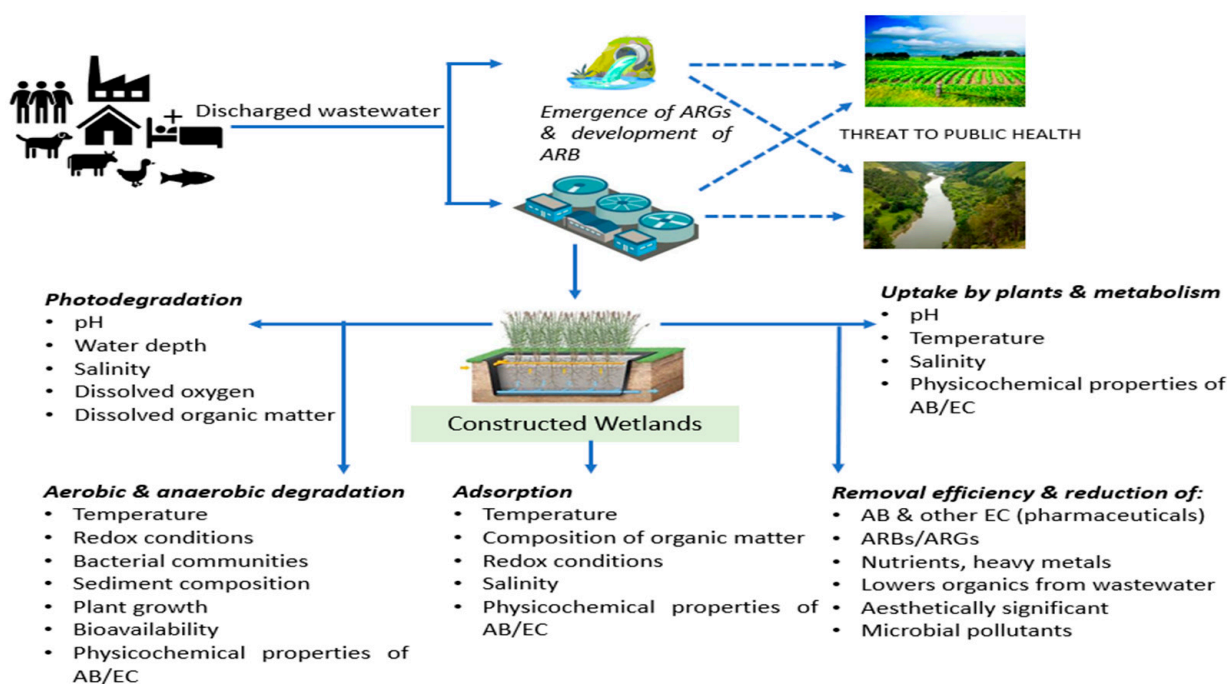 Discharged wastewater
Emergence of ARGs
& development of
ARB
THREAT TO PUBLIC HEALTH
Photodegradation
• pH
• Water depth
• Salinity
• Dissolved oxygen
• Dissolved organic matter
Constructed Wetlands
Uptake by plants & metabolism
• pH
• Temperature
• Salinity
• Physicochemical properties of
AB/EC
Aerobic & anaerobic degradation
• Temperature
• Redox conditions
• Bacterial communities
• Sediment composition
• Plant growth
• Bioavailability
• Physicochemical properties of
AB/EC
Adsorption
• Temperature
• Composition of organic matter
• Redox conditions
• Salinity
• Physicochemical properties of
AB/EC
Removal efficiency & reduction of:
• AB & other EC (pharmaceuticals)
• ARBs/ARGs
• Nutrients, heavy metals
• Lowers organics from wastewater
• Aesthetically significant
• Microbial pollutants